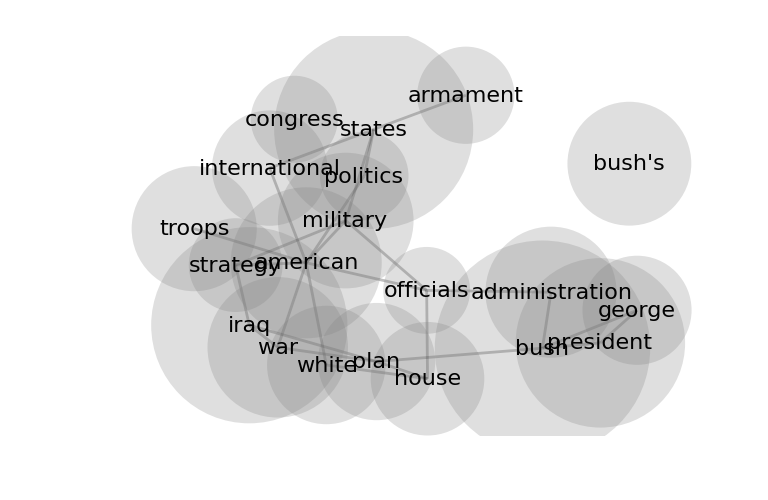 armament
congress
states
bush's
international
politics
military
troops
strategy
american
officials
administration
george
iraq
war
president
bush
white
plan
house